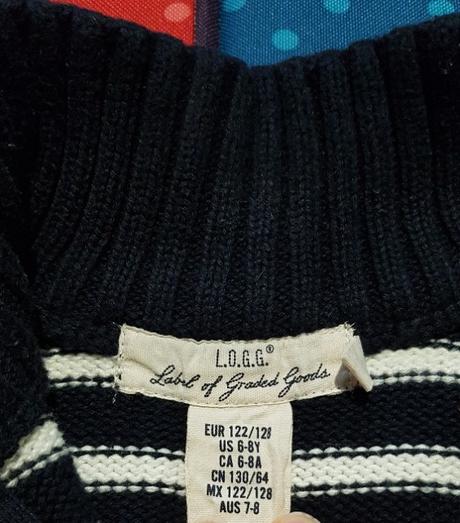 L.O.G.G.®
Label of Graded Goods
EUR 122/128
US 6-8Y
CA 6-8A
CN 130/64
MX 122/128
AUS 7-8